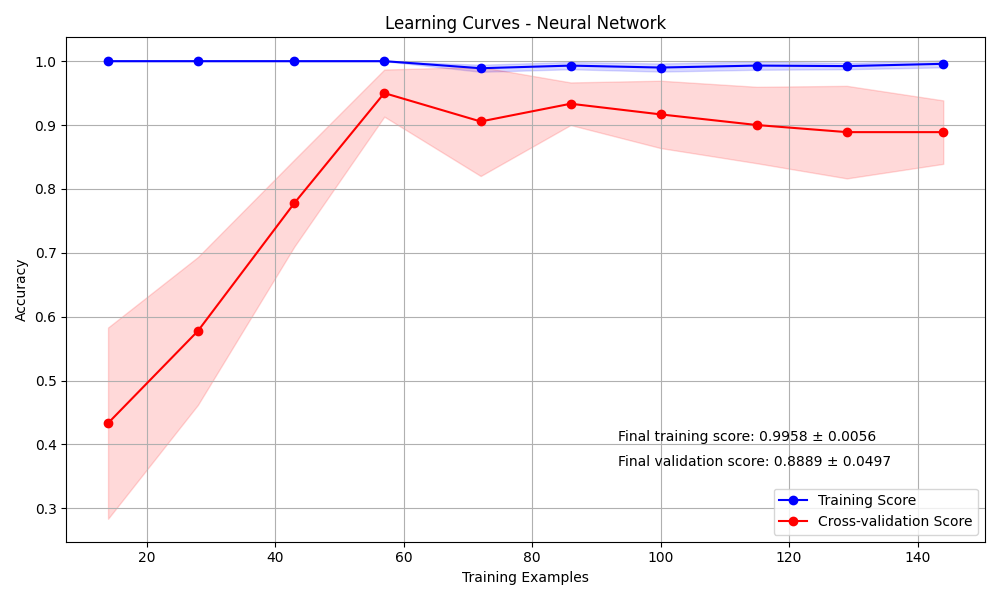 Learning Curves - Neural Network
Accuracy
1.0
0.9
0.8
0.7
0.6
0.5
0.4
0.3
Final training score: 0.9958 ± 0.0056
Final validation score: 0.8889 ± 0.0497
Training Score
Cross-validation Score
20
40
60
80
100
120
140
Training Examples